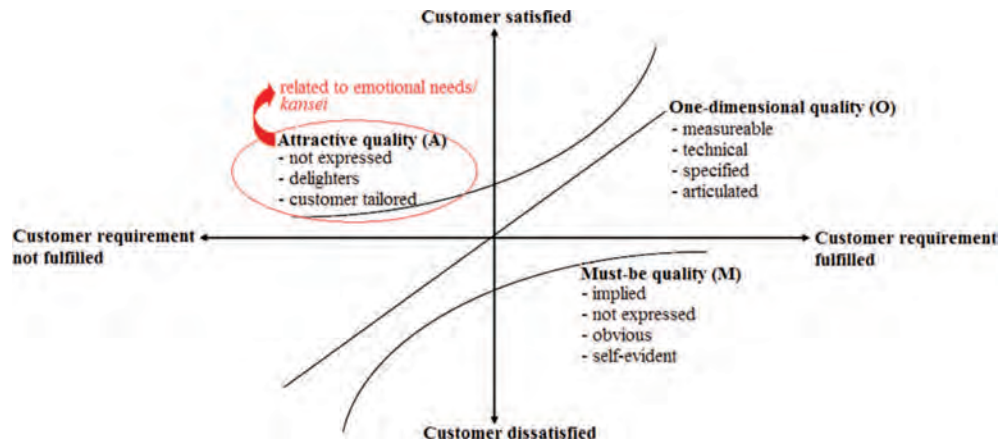 Customer satisfied
related to emotional needs/
kansei
Attractive quality (A)
- not expressed
- delighters
- customer tailored
One-dimensional quality (O)
- measureable
- technical
- specified
- articulated
Customer requirement
not fulfilled
Customer requirement
fulfilled
Must-be quality (M)
- implied
- not expressed
- obvious
- self-evident
Customer dissatisfied